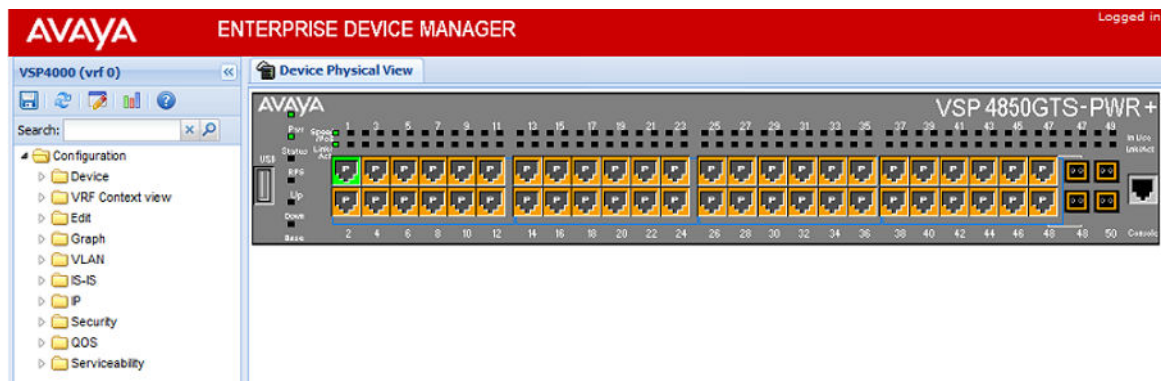 AVAYA ENTERPRISE DEVICE MANAGER Logged in
VSP4000 (vrf 0)
Device Physical View
Search:
Configuration
Device
VRF Context view
Edit
Graph
VLAN
IS-IS
IP
Security
QOS
Serviceability
AVAYA VSP 4850GTS-PWR+
Pwr
Status
RPS
Up
Down
Base
USB
1 3 5 7 9 11 13 15 17 19 21 23 25 27 29 31 33 35 37 39 41 43 45 47 47 49
In Use
Link/Act
2 4 6 8 10 12 14 16 18 20 22 24 26 28 30 32 34 36 38 40 42 44 46 48 48 50 Console